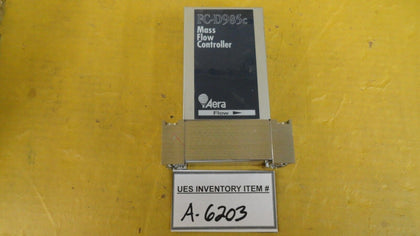 FC-D985c
Mass
Flow
Controller
Aera
Flow
UES INVENTORY ITEM #
A-6203